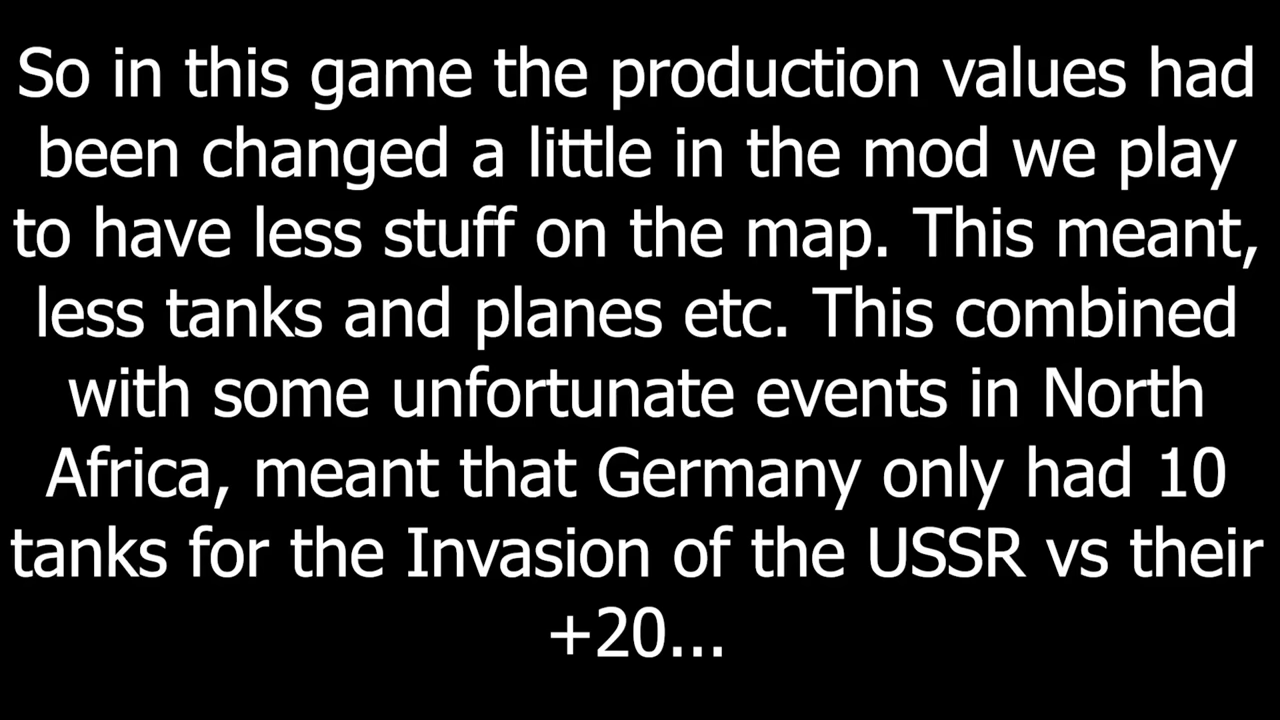 So in this game the production values had
been changed a little in the mod we play
to have less stuff on the map. This meant,
less tanks and planes etc. This combined
with some unfortunate events in North
Africa, meant that Germany only had 10
tanks for the Invasion of the USSR vs their
+20...